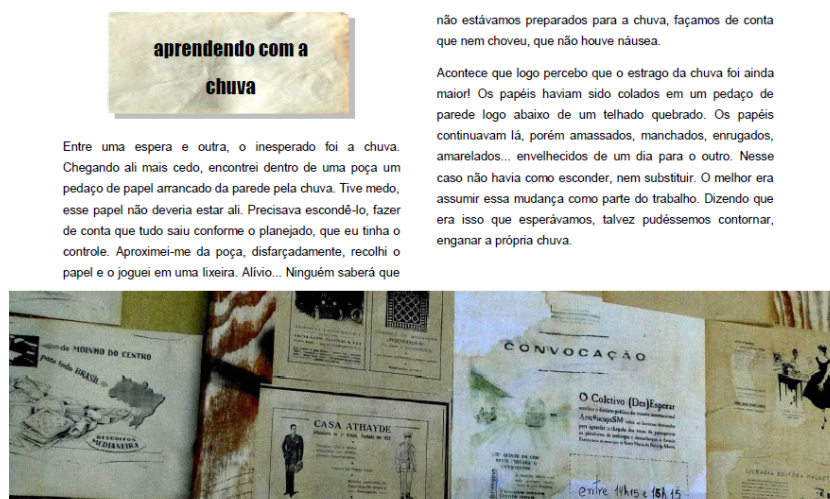 aprendendo com a
chuva
Entre uma espera e outra, o inesperado foi a chuva.
Chegando ali mais cedo, encontrei dentro de uma poça um
pedaço de papel arrancado da parede pela chuva. Tive medo,
esse papel não deveria estar ali. Precisava escondê-lo, fazer
de conta que tudo saiu conforme o planejado, que eu tinha o
controle. Aproximei-me da poça, disfarçadamente, recolhi o
papel e o joguei em uma lixeira. Alívio... Ninguém saberá que
não estávamos preparados para a chuva, façamos de conta
que nem choveu, que não houve náusea.
Acontece que logo percebo que o estrago da chuva foi ainda
maior! Os papéis haviam sido colados em um pedaço de
parede logo abaixo de um telhado quebrado. Os papéis
continuavam lá, porém amassados, manchados, enrugados,
amarelados... envelhecidos de um dia para o outro. Nesse
caso não havia como esconder, nem substituir. O melhor era
assumir essa mudança como parte do trabalho. Dizendo que
era isso que esperávamos, talvez pudéssemos contornar,
enganar a própria chuva.
do MOINHO DO CENTRO
para todo BRASIL
BISCOITOS
MEDIANEIRA
CASA ATHAYDE
CONVOCAÇÃO
O Coletivo (Des)Esperar
ArteMacupaSM
entre 14h15 e 15h15